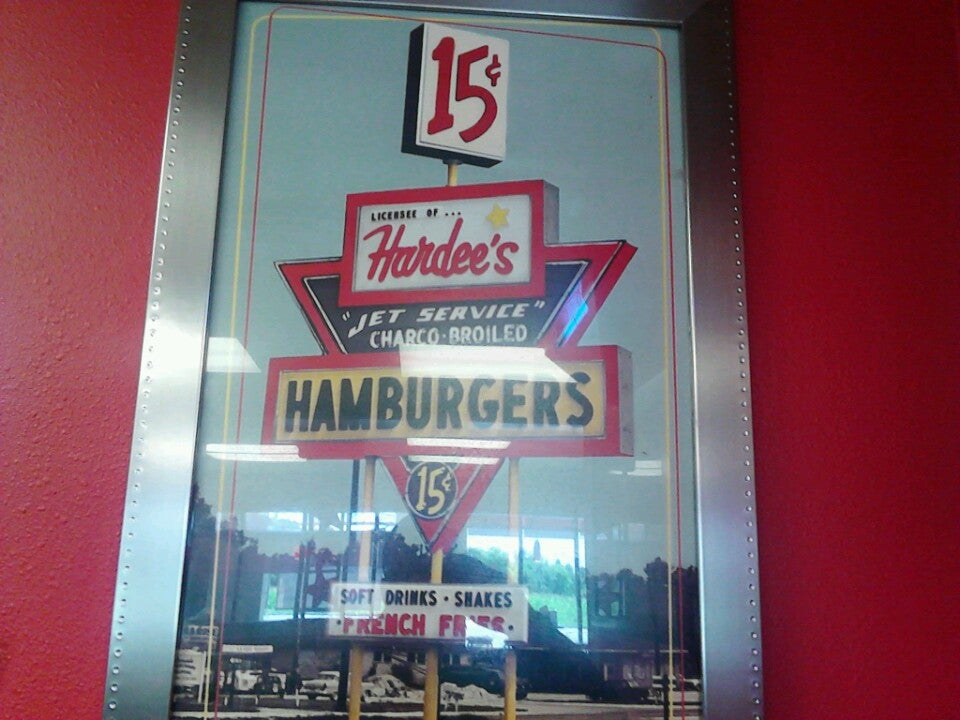 15¢
LICENSEE OF ...
Hardee's
"JET SERVICE"
CHARCO-BROILED
HAMBURGERS
15¢
SOFT DRINKS · SHAKES
·FRENCH FRIES·